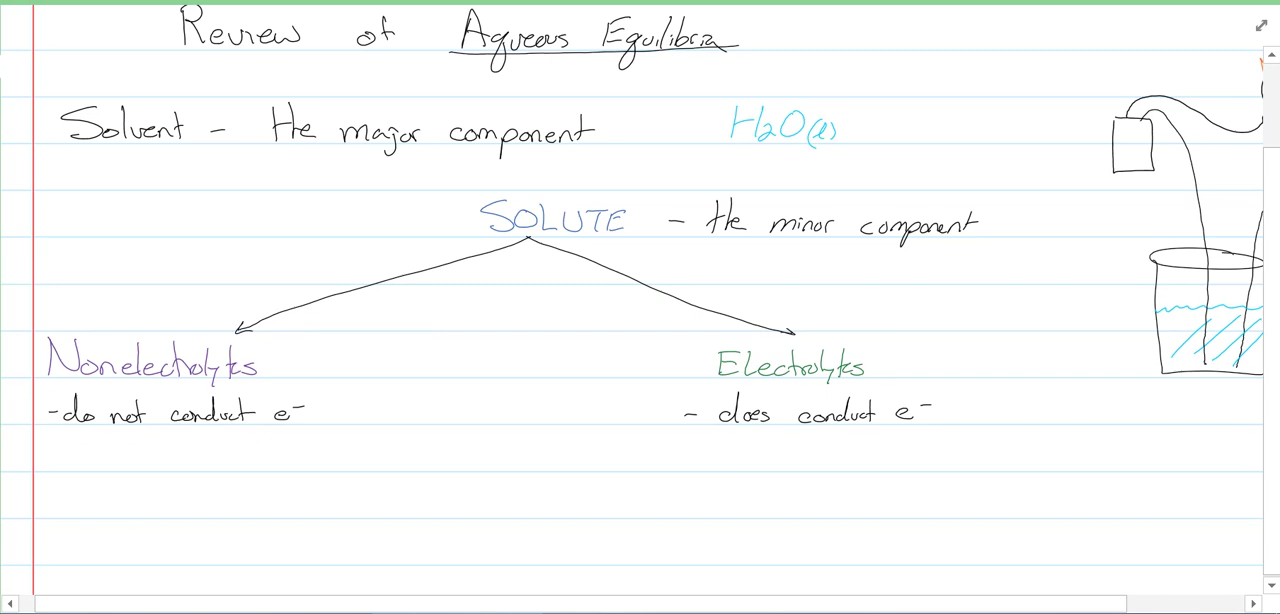 Review of Aqueous Equilibria
Solvent - the major component H2O(l)
SOLUTE - the minor component
Nonelectrolytes Electrolytes
- do not conduct e⁻ - does conduct e⁻